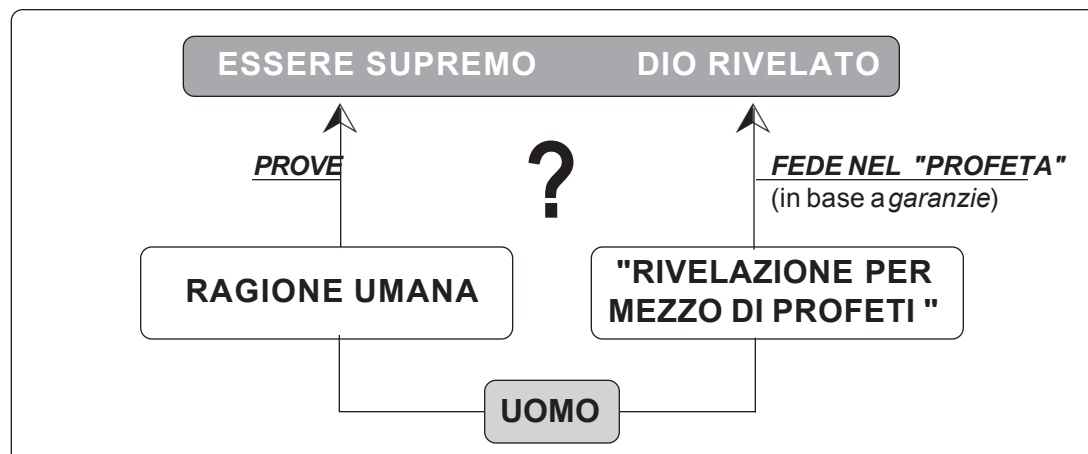 ESSERE SUPREMO DIO RIVELATO
PROVE
?
FEDE NEL "PROFETA"
(in base a garanzie)
RAGIONE UMANA
"RIVELAZIONE PER
MEZZO DI PROFETI "
UOMO